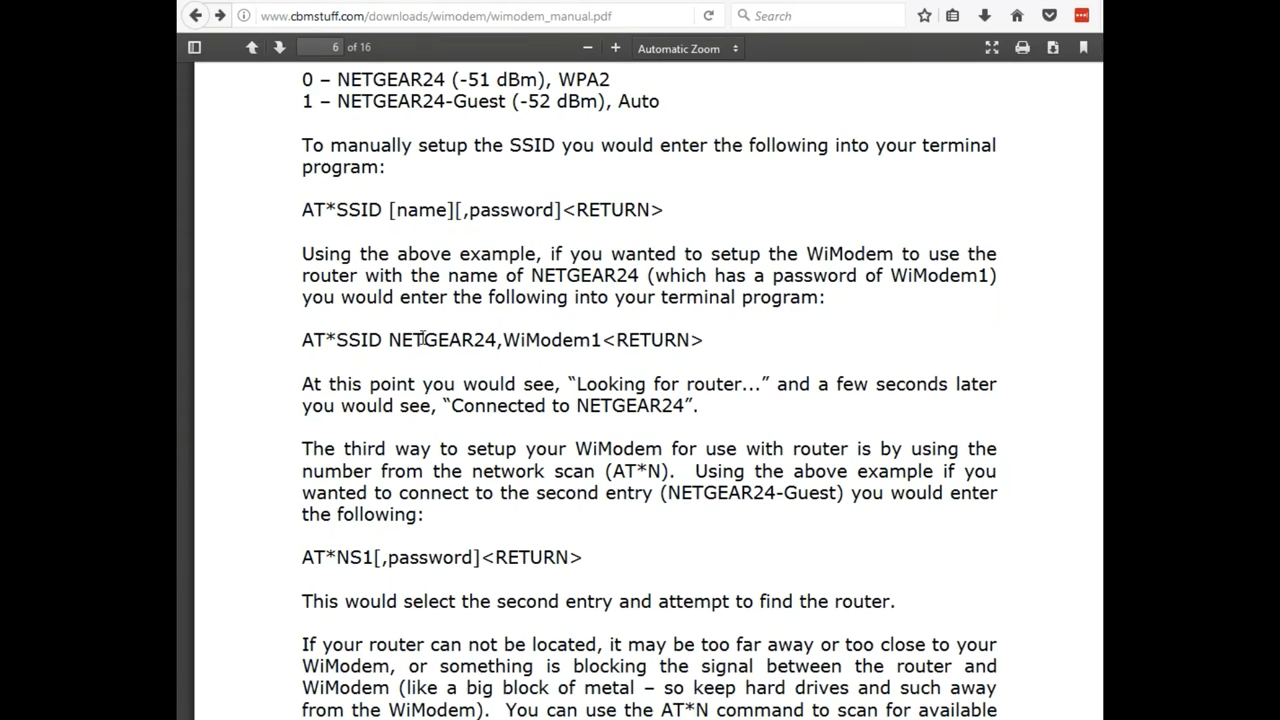 www.cbmstuff.com/downloads/wimodem/wimodem_manual.pdf
Search
6 of 16
Automatic Zoom
0 – NETGEAR24 (-51 dBm), WPA2
1 – NETGEAR24-Guest (-52 dBm), Auto
To manually setup the SSID you would enter the following into your terminal
program:
AT*SSID [name][,password]<RETURN>
Using the above example, if you wanted to setup the WiModem to use the
router with the name of NETGEAR24 (which has a password of WiModem1)
you would enter the following into your terminal program:
AT*SSID NETGEAR24,WiModem1<RETURN>
At this point you would see, “Looking for router...” and a few seconds later
you would see, “Connected to NETGEAR24”.
The third way to setup your WiModem for use with router is by using the
number from the network scan (AT*N). Using the above example if you
wanted to connect to the second entry (NETGEAR24-Guest) you would enter
the following:
AT*NS1[,password]<RETURN>
This would select the second entry and attempt to find the router.
If your router can not be located, it may be too far away or too close to your
WiModem, or something is blocking the signal between the router and
WiModem (like a big block of metal – so keep hard drives and such away
from the WiModem). You can use the AT*N command to scan for available